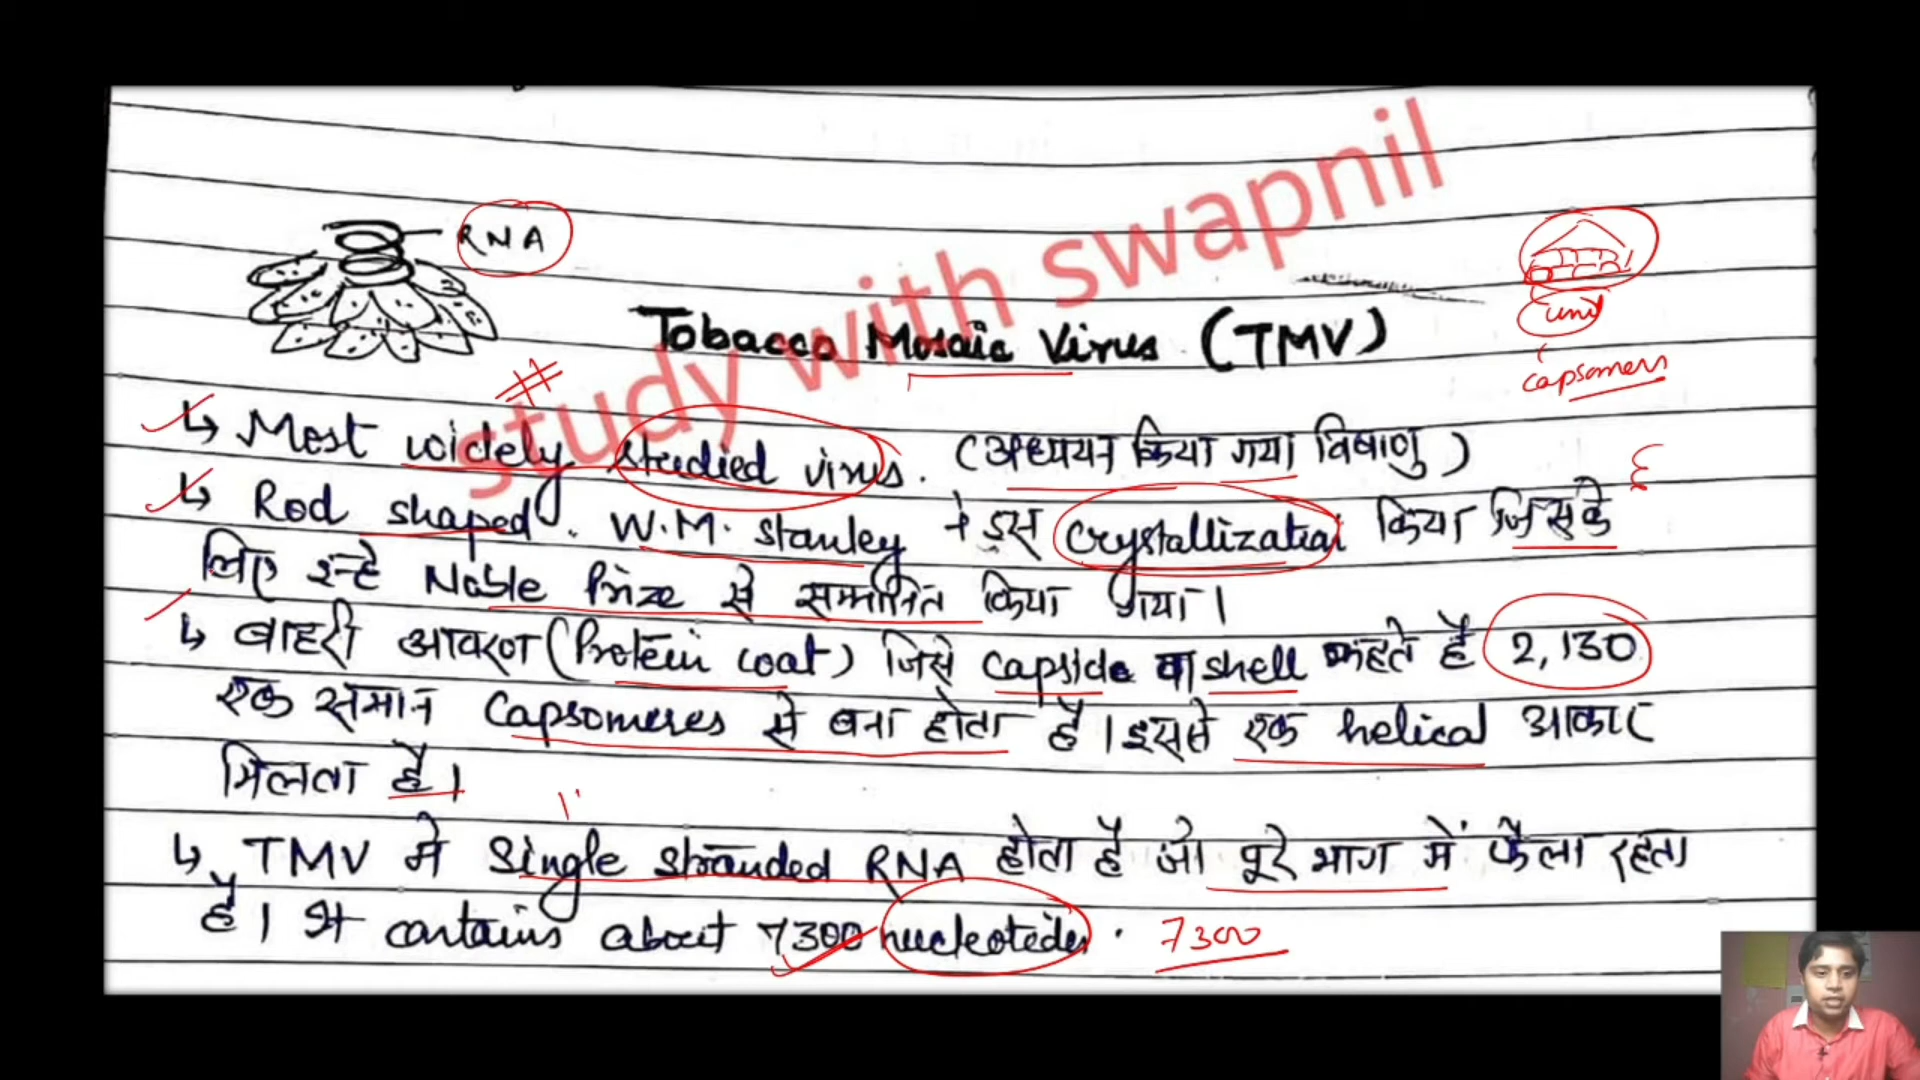 study with swapnil
RNA
unit
capsomers
Tobacco Mosaic Virus (TMV)
↳ Most widely studied virus. (अध्ययन किया गया विषाणु)
↳ Rod shaped. W.M. Stanley ने इस Crystallization किया जिसके
लिए इन्हे Noble Prize से सम्मानित किया गया।
↳ बाहरी आवरण (Protein coat) जिसे Capside वा shell कहते है 2,130
एक समान Capsomeres से बना होता है। इससे एक helical आकार
मिलता है।
↳ TMV मे Single stranded RNA होता है जो पूरे भाग में फैला रहता
है। It contains about 7300 nucleotides. 7300